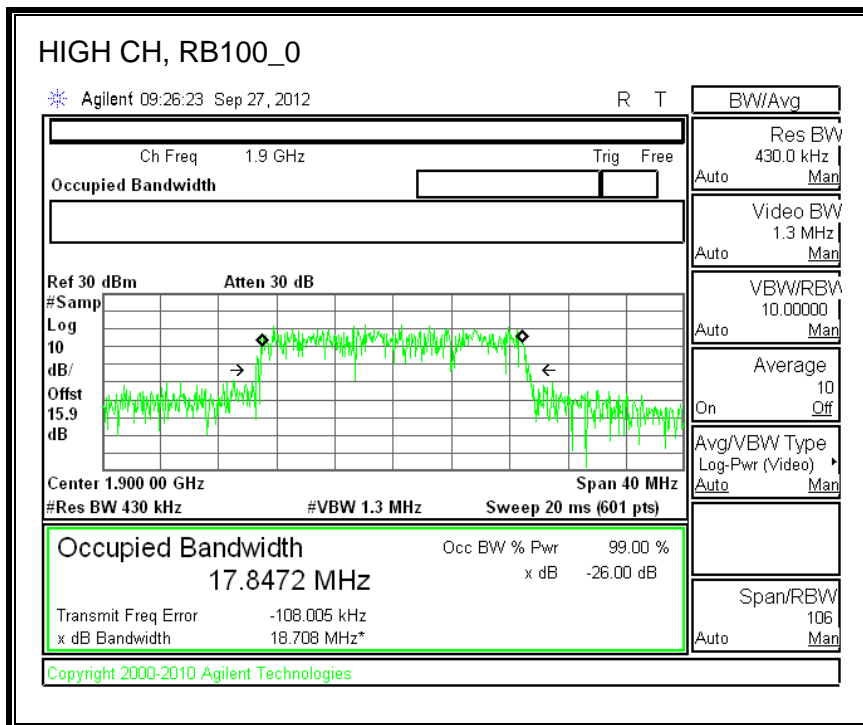 HIGH CH, RB100_0
Agilent 09:26:23 Sep 27, 2012 R T
Ch Freq 1.9 GHz Trig Free
Occupied Bandwidth
Ref 30 dBm Atten 30 dB
#Samp
Log
10
dB/
Offst
15.9
dB
Center 1.900 00 GHz Span 40 MHz
#Res BW 430 kHz #VBW 1.3 MHz Sweep 20 ms (601 pts)
Occupied Bandwidth
17.8472 MHz
Occ BW % Pwr 99.00 %
x dB -26.00 dB
Transmit Freq Error -108.005 kHz
x dB Bandwidth 18.708 MHz*
Copyright 2000-2010 Agilent Technologies
BW/Avg
Res BW
430.0 kHz
Auto Man
Video BW
1.3 MHz
Auto Man
VBW/RBW
10.00000
Auto Man
Average
10
On Off
Avg/VBW Type
Log-Pwr (Video)
Auto Man
Span/RBW
106
Auto Man